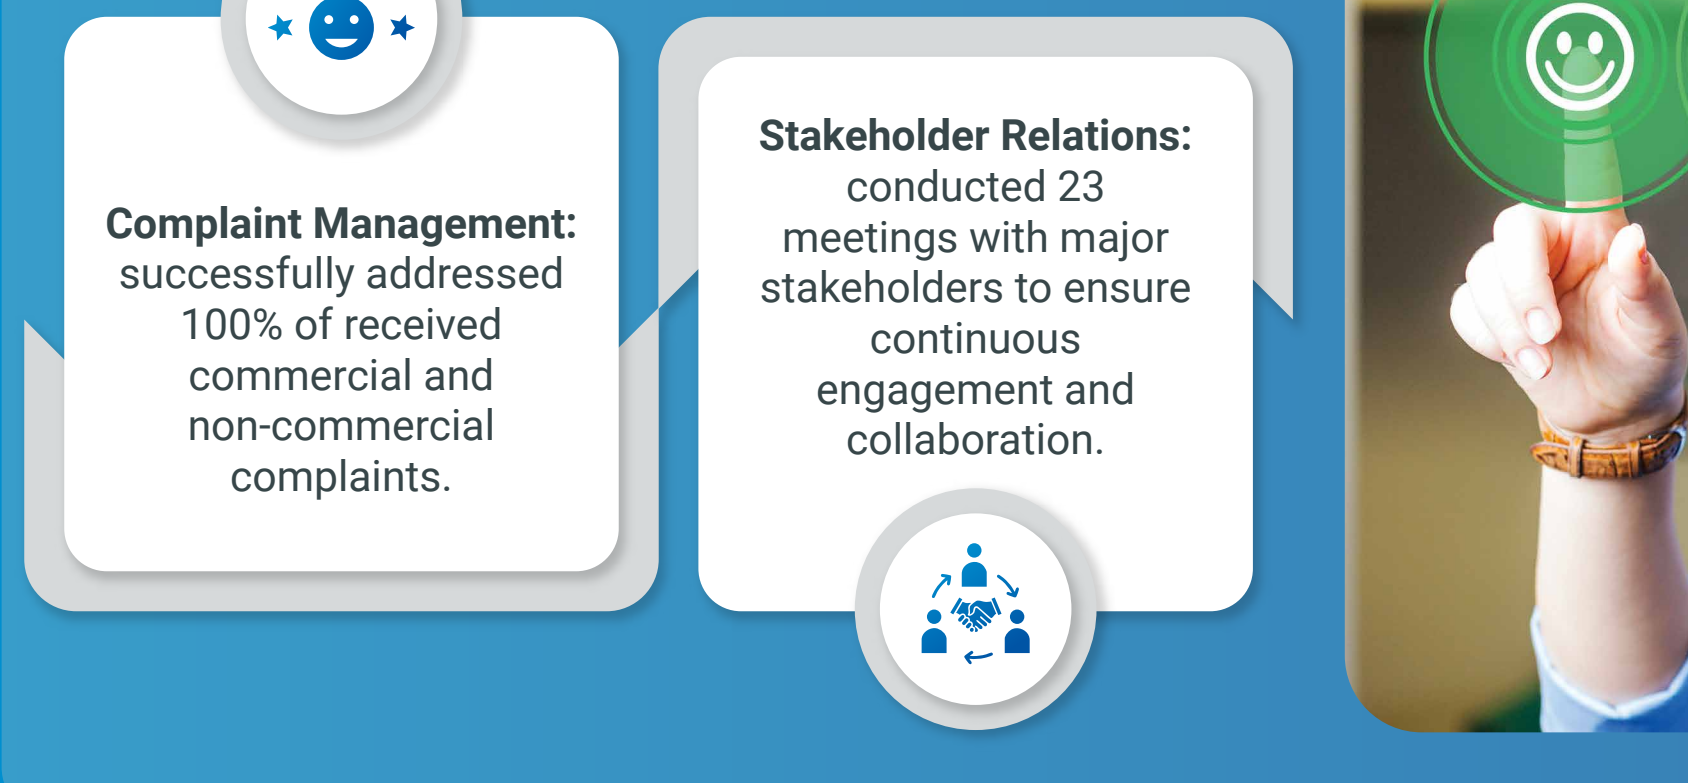 Complaint Management:
successfully addressed
100% of received
commercial and
non-commercial
complaints.
Stakeholder Relations:
conducted 23
meetings with major
stakeholders to ensure
continuous
engagement and
collaboration.